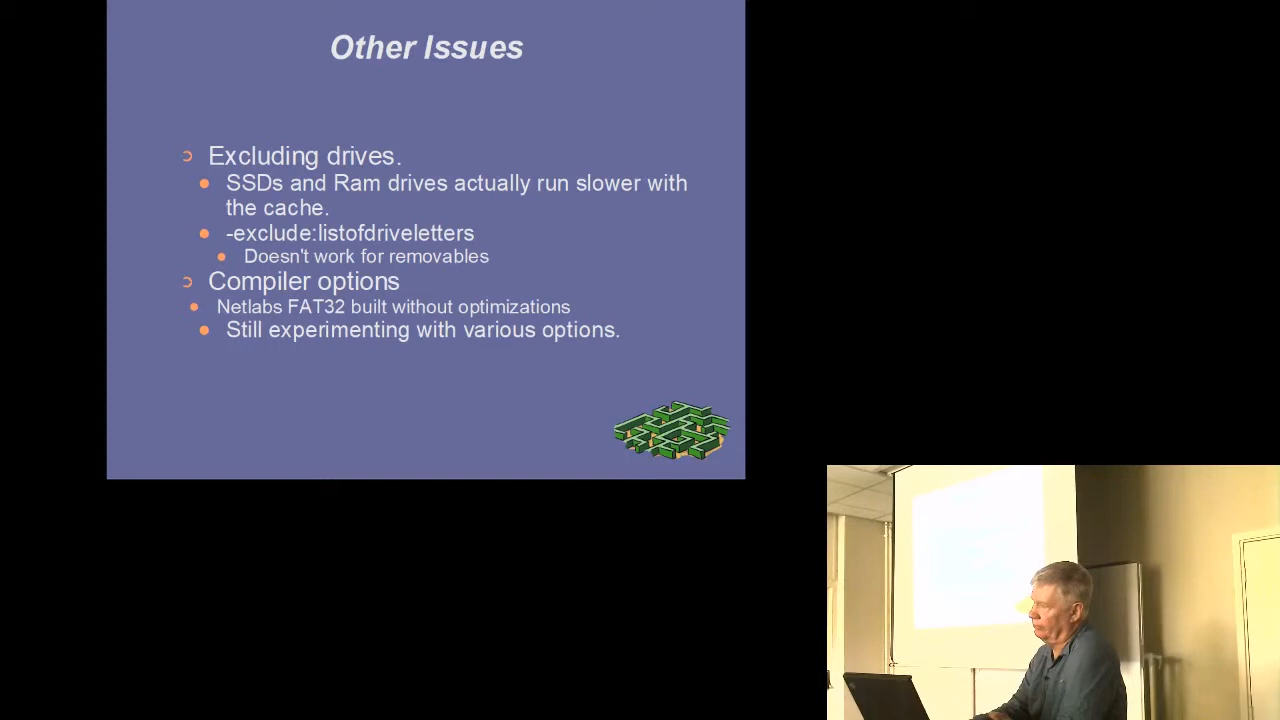 Other Issues
Excluding drives.
SSDs and Ram drives actually run slower with
the cache.
-exclude:listofdriveletters
Doesn't work for removables
Compiler options
Netlabs FAT32 built without optimizations
Still experimenting with various options.